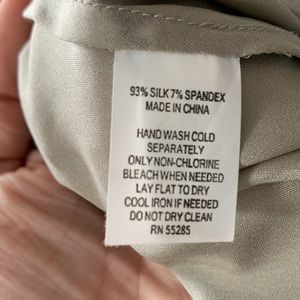 93% SILK 7% SPANDEX
MADE IN CHINA
HAND WASH COLD
SEPARATELY
ONLY NON-CHLORINE
BLEACH WHEN NEEDED
LAY FLAT TO DRY
COOL IRON IF NEEDED
DO NOT DRY CLEAN
RN 55285